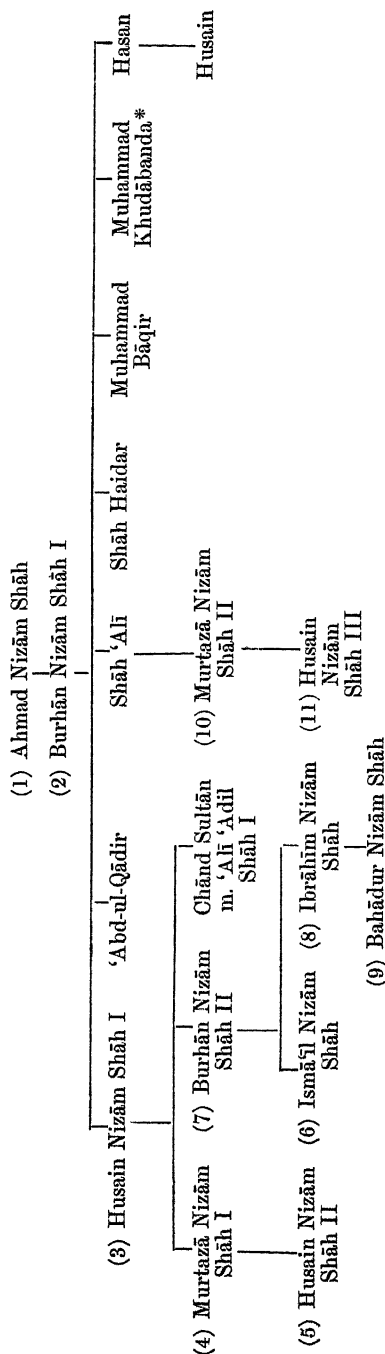 (1) Ahmad Nizām Shāh
(2) Burhān Nizām Shāh I
(3) Husain Nizām Shāh I
‘Abd-ul-Qādir
Shāh ‘Alī
Shāh Haidar
Muhammad
Bāqir
Muhammad
Khudābanda*
Hasan
(4) Murtazā Nizām
Shāh I
(7) Burhān Nizām
Shāh II
Chānd Sultān
m. ‘Alī ‘Ādil
Shāh I
(10) Murtazā Nizām
Shāh II
Husain
(5) Husain Nizām
Shāh II
(6) Ismā‘īl Nizām
Shāh
(8) Ibrāhīm Nizām
Shāh
(11) Husain
Nizām
Shāh III
(9) Bahādur Nizām Shāh